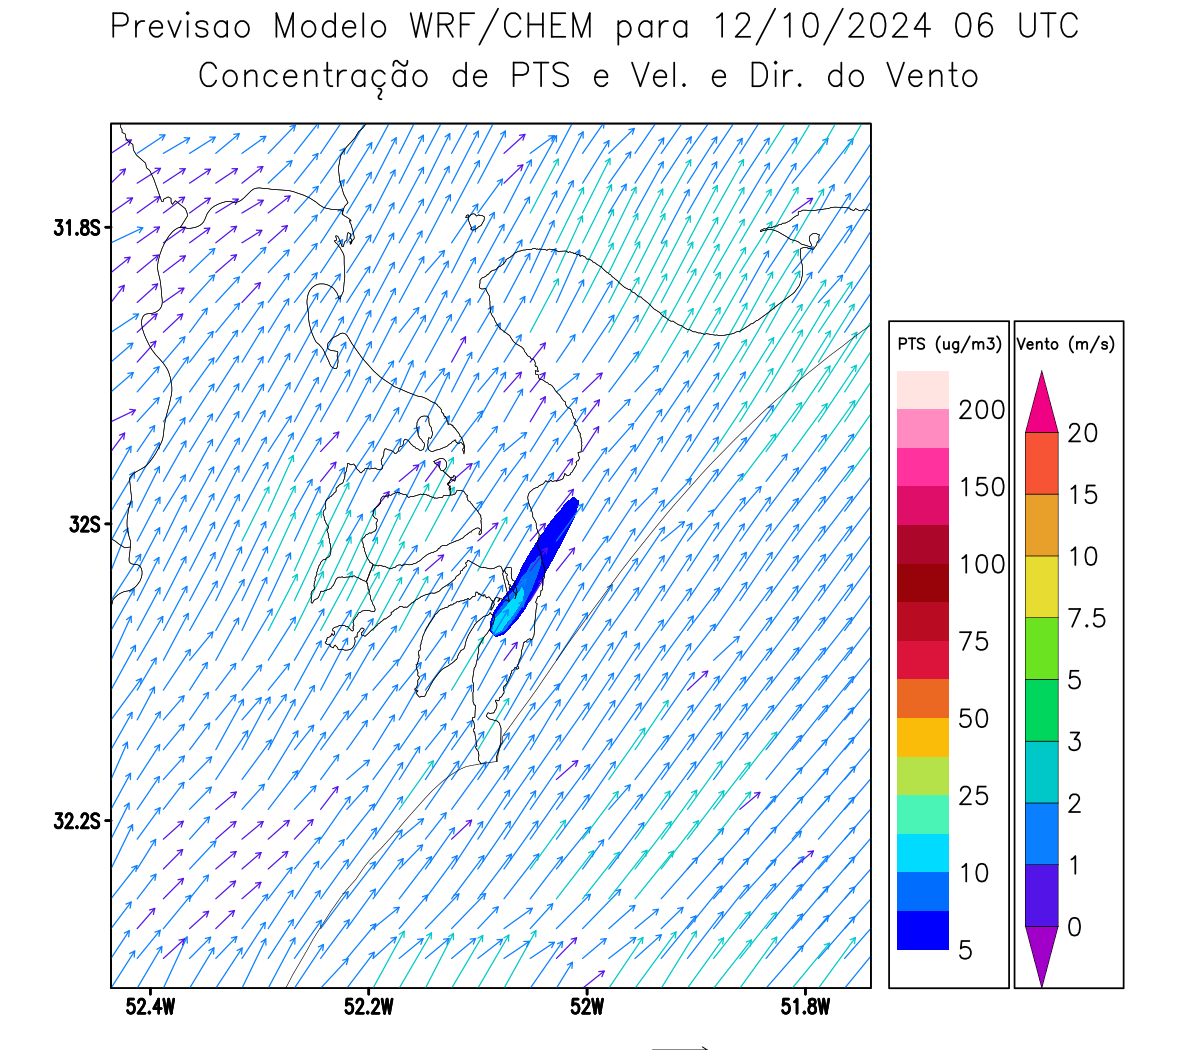 Previsao Modelo WRF/CHEM para 12/10/2024 06 UTC
Concentração de PTS e Vel. e Dir. do Vento
31.8S
32S
32.2S
52.4W
52.2W
52W
51.8W
PTS (ug/m3)
200
150
100
75
50
25
10
5
Vento (m/s)
20
15
10
7.5
5
3
2
1
0